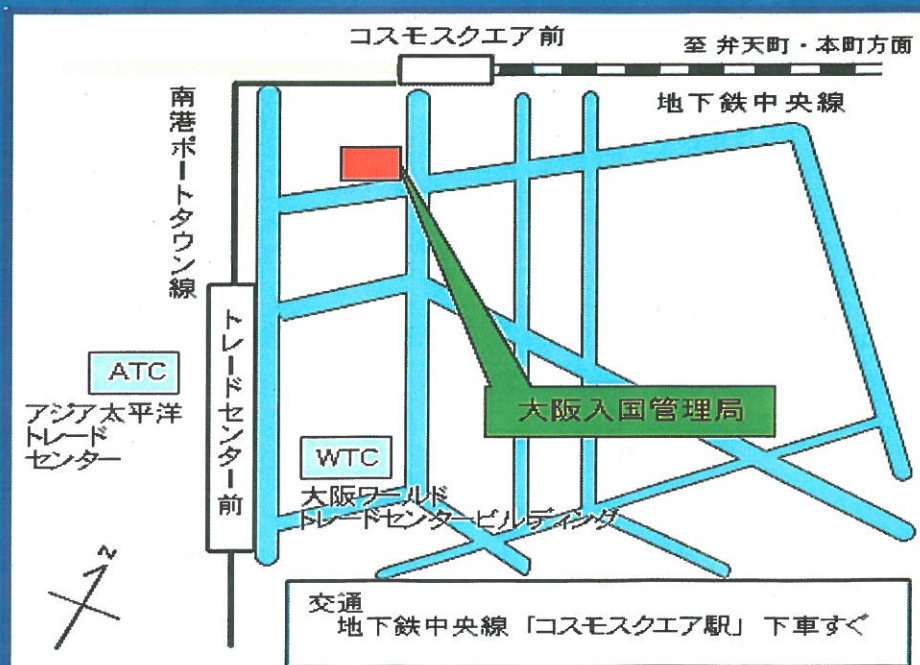 コスモスクエア前
至 弁天町・本町方面
地下鉄中央線
南港ポートタウン線
トレードセンター前
ATC
アジア太平洋
トレード
センター
大阪入国管理局
WTC
大阪ワールド
トレードセンタービルディング
N
交通
地下鉄中央線「コスモスクエア駅」下車すぐ